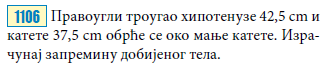 1106 Правоугли троугао хипотенузе 42,5 cm и
катете 37,5 cm обрће се око мање катете. Изра-
чунај запремину добијеног тела.